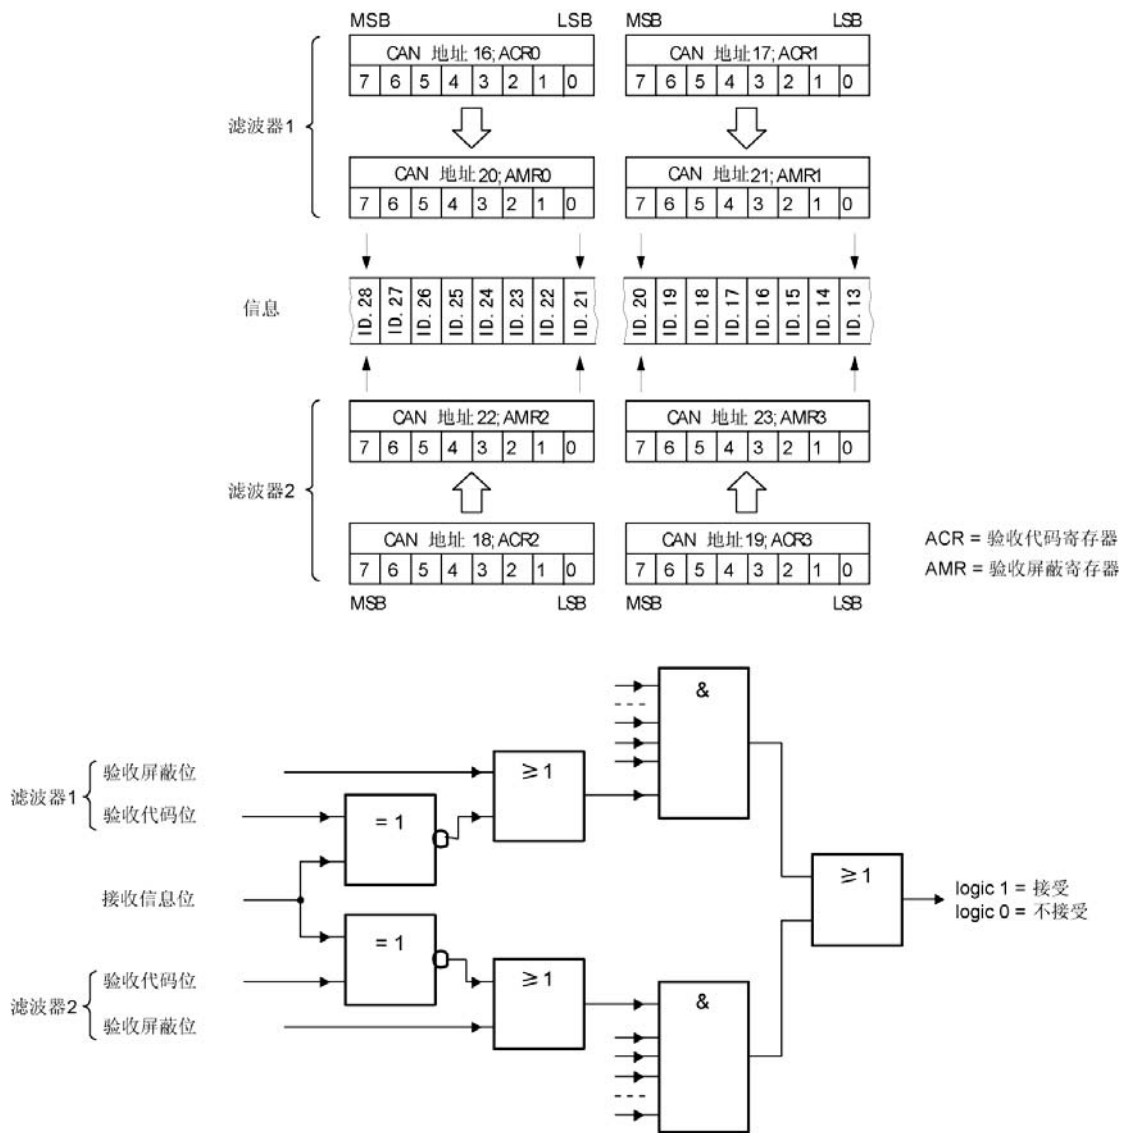 MSB LSB MSB LSB
CAN 地址 16; ACR0 CAN 地址 17; ACR1
7 6 5 4 3 2 1 0 7 6 5 4 3 2 1 0
滤波器1
CAN 地址 20; AMR0 CAN 地址 21; AMR1
7 6 5 4 3 2 1 0 7 6 5 4 3 2 1 0
信息
ID. 28 ID. 27 ID. 26 ID. 25 ID. 24 ID. 23 ID. 22 ID. 21 ID. 20 ID. 19 ID. 18 ID. 17 ID. 16 ID. 15 ID. 14 ID. 13
CAN 地址 22; AMR2 CAN 地址 23; AMR3
7 6 5 4 3 2 1 0 7 6 5 4 3 2 1 0
滤波器2
CAN 地址 18; ACR2 CAN 地址 19; ACR3
7 6 5 4 3 2 1 0 7 6 5 4 3 2 1 0
MSB LSB MSB LSB
ACR = 验收代码寄存器
AMR = 验收屏蔽寄存器
&
滤波器1
验收屏蔽位
≥ 1
验收代码位
= 1
接收信息位
≥ 1
logic 1 = 接受
logic 0 = 不接受
= 1
滤波器2
验收代码位
≥ 1
验收屏蔽位
&